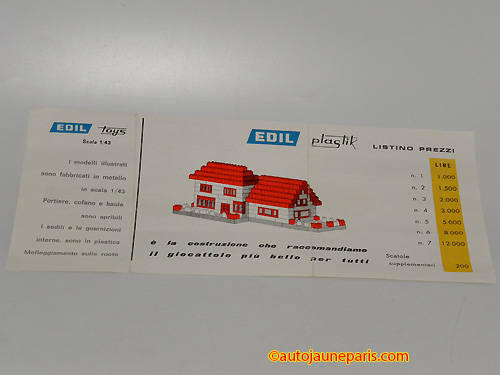 EDIL toys
Scala 1:43
I modelli illustrati
sono fabbricati in metallo
in scala 1/43
Portiere, cofano e baule
sono apribili
I sedili e le guarnizioni
interne, sono in plastica
Molleggiamento sulle ruote
EDIL plastik
è la costruzione che raccomandiamo
il giocattolo più bello per tutti
LISTINO PREZZI
LIRE
n. 1 1.000
n. 2 1.500
n. 3 2.000
n. 4 3.000
n. 5 5.000
n. 6 8.000
n. 7 12.000
Scatole
supplementari 200
©autojauneparis.com